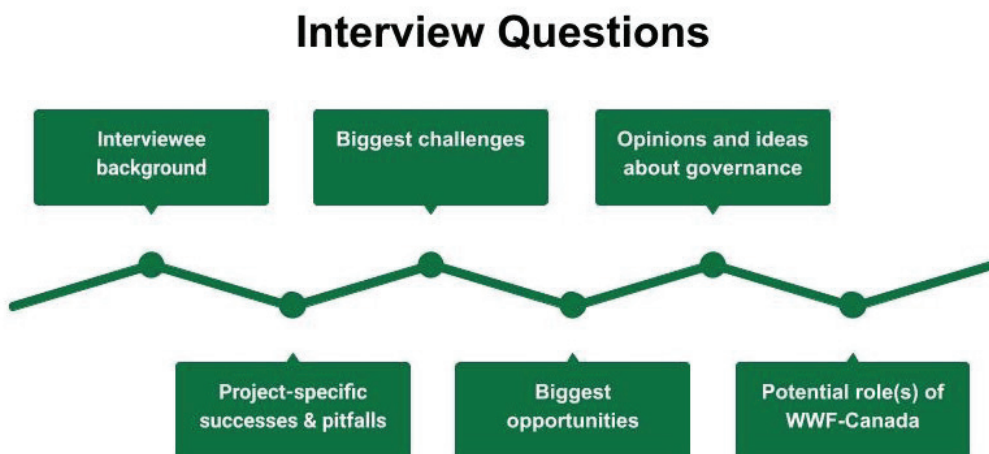 Interview Questions
Interviewee
background
Biggest challenges
Opinions and ideas
about governance
Project-specific
successes & pitfalls
Biggest
opportunities
Potential role(s) of
WWF-Canada